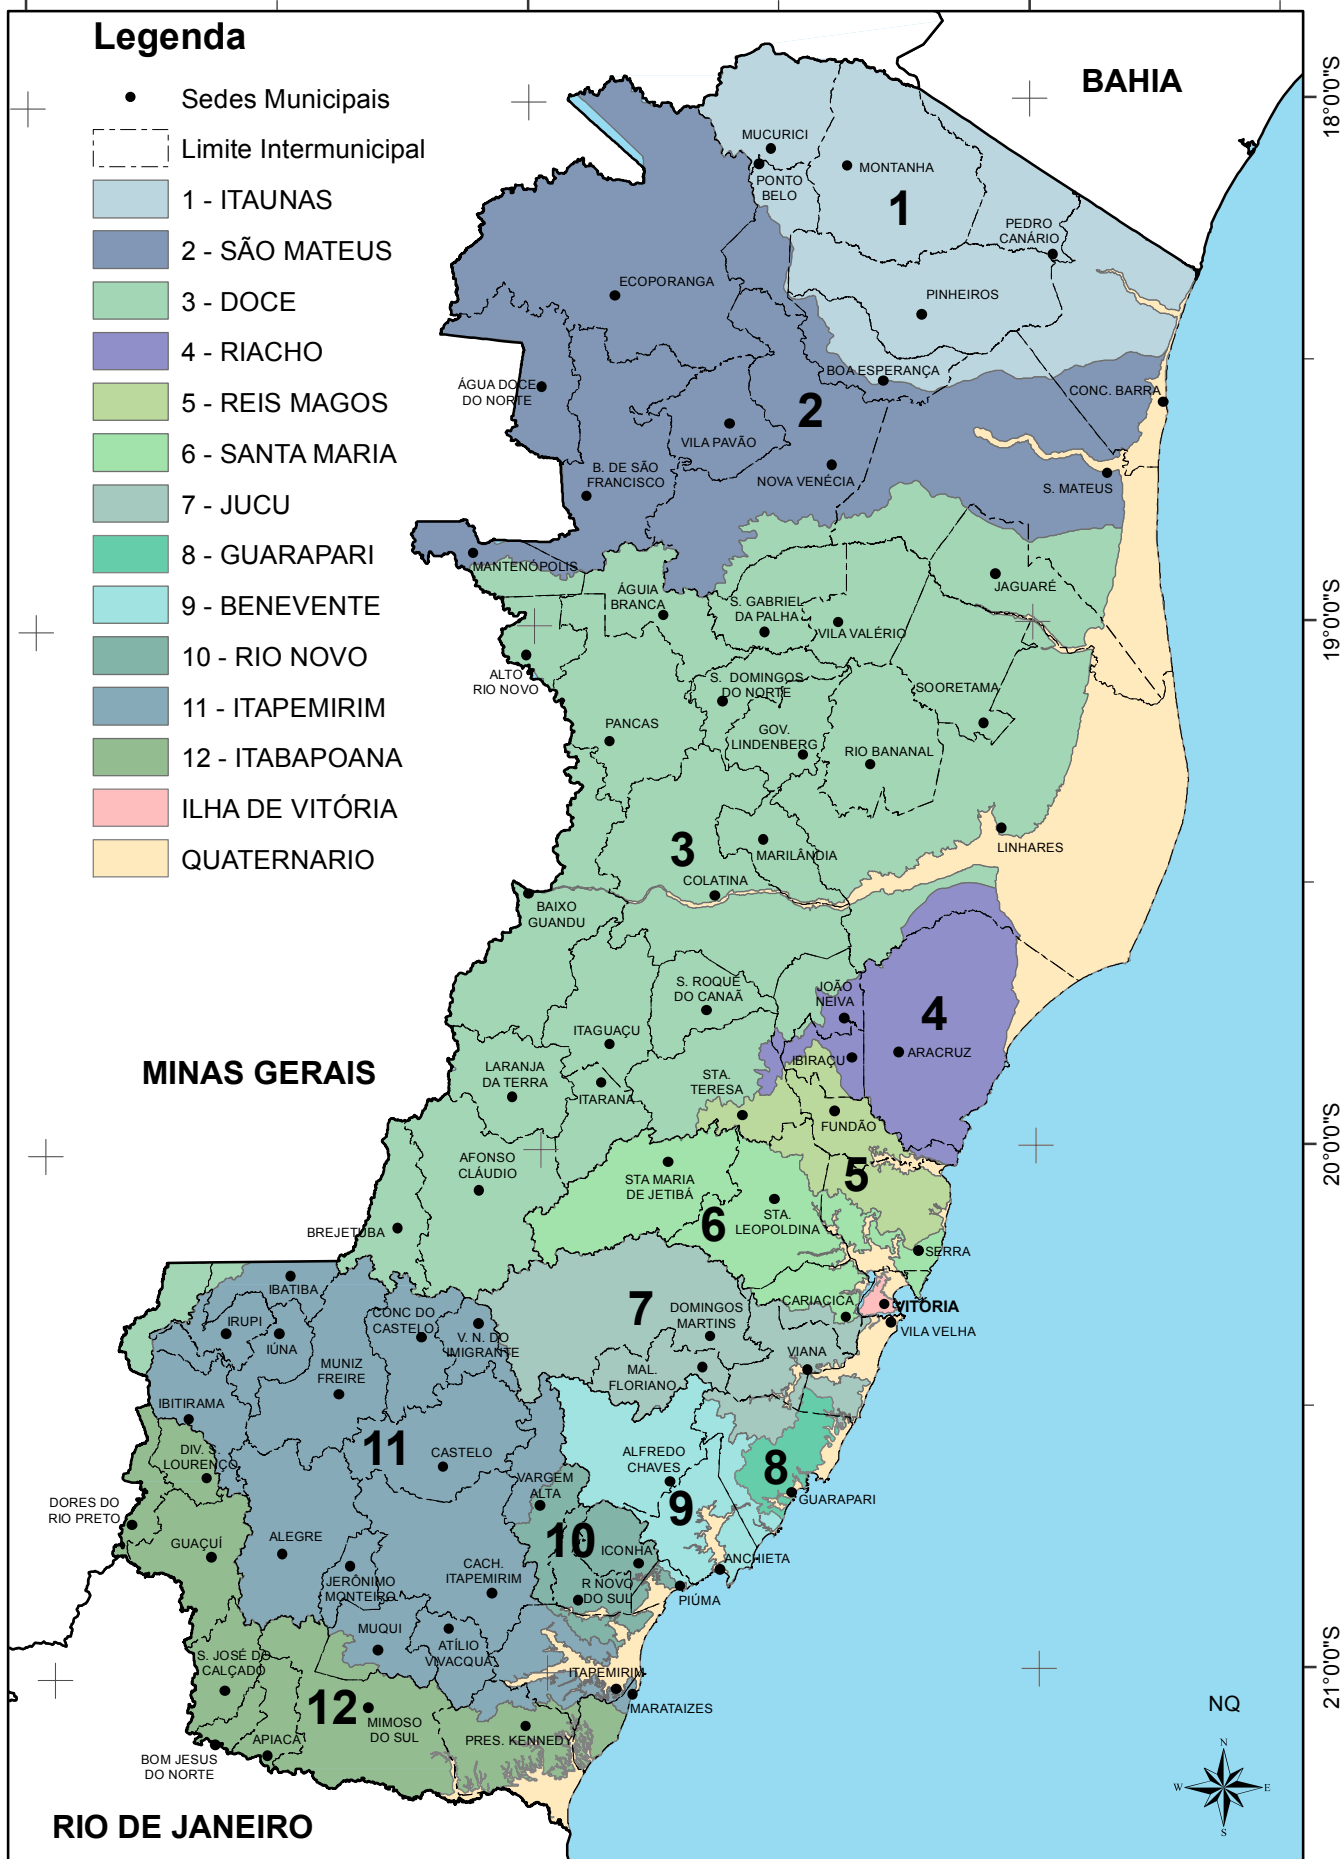 Legenda
Sedes Municipais
Limite Intermunicipal
1 - ITAUNAS
2 - SÃO MATEUS
3 - DOCE
4 - RIACHO
5 - REIS MAGOS
6 - SANTA MARIA
7 - JUCU
8 - GUARAPARI
9 - BENEVENTE
10 - RIO NOVO
11 - ITAPEMIRIM
12 - ITABAPOANA
ILHA DE VITÓRIA
QUATERNARIO
BAHIA
18°0'0"S
MUCURICI
PONTO
BELO
MONTANHA
1
PEDRO
CANÁRIO
ECOPORANGA
PINHEIROS
BOA ESPERANÇA
ÁGUA DOCE
DO NORTE
CONC. BARRA
2
VILA PAVÃO
B. DE SÃO
FRANCISCO
NOVA VENÉCIA
S. MATEUS
MANTENÓPOLIS
ÁGUIA
BRANCA
JAGUARÉ
S. GABRIEL
DA PALHA
VILA VALÉRIO
19°0'0"S
ALTO
RIO NOVO
S. DOMINGOS
DO NORTE
SOORETAMA
PANCAS
GOV.
LINDENBERG
RIO BANANAL
3
MARILÂNDIA
LINHARES
COLATINA
BAIXO
GUANDU
S. ROQUE
DO CANAÃ
JOÃO
NEIVA
4
ITAGUAÇU
IBIRAÇU
ARACRUZ
MINAS GERAIS
LARANJA
DA TERRA
ITARANA
STA.
TERESA
FUNDÃO
20°0'0"S
AFONSO
CLÁUDIO
STA MARIA
DE JETIBÁ
5
6
STA.
LEOPOLDINA
BREJETUBA
SERRA
IBATIBA
CARIACICA
VITÓRIA
VILA VELHA
IRUPI
IÚNA
CONC DO
CASTELO
V. N. DO
IMIGRANTE
7
DOMINGOS
MARTINS
MUNIZ
FREIRE
MAL.
FLORIANO
VIANA
IBITIRAMA
11
CASTELO
DIV. S.
LOURENÇO
ALFREDO
CHAVES
8
GUARAPARI
VARGEM
ALTA
9
DORES DO
RIO PRETO
10
GUAÇUÍ
ALEGRE
ICONHA
ANCHIETA
JERÔNIMO
MONTEIRO
CACH.
ITAPEMIRIM
R NOVO
DO SUL
PIÚMA
MUQUI
ATÍLIO
VIVACQUA
S. JOSÉ DO
CALÇADO
ITAPEMIRIM
MARATAIZES
21°0'0"S
12
MIMOSO
DO SUL
PRES. KENNEDY
APIACÁ
BOM JESUS
DO NORTE
NQ
N
W
E
S
RIO DE JANEIRO